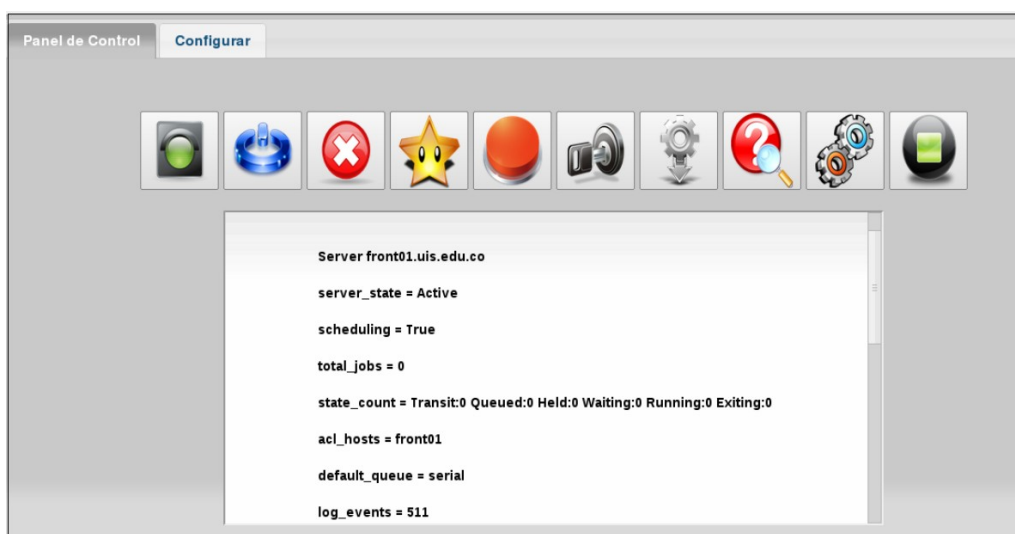 Panel de Control
Configurar
Server front01.uis.edu.co
server_state = Active
scheduling = True
total_jobs = 0
state_count = Transit:0 Queued:0 Held:0 Waiting:0 Running:0 Exiting:0
acl_hosts = front01
default_queue = serial
log_events = 511